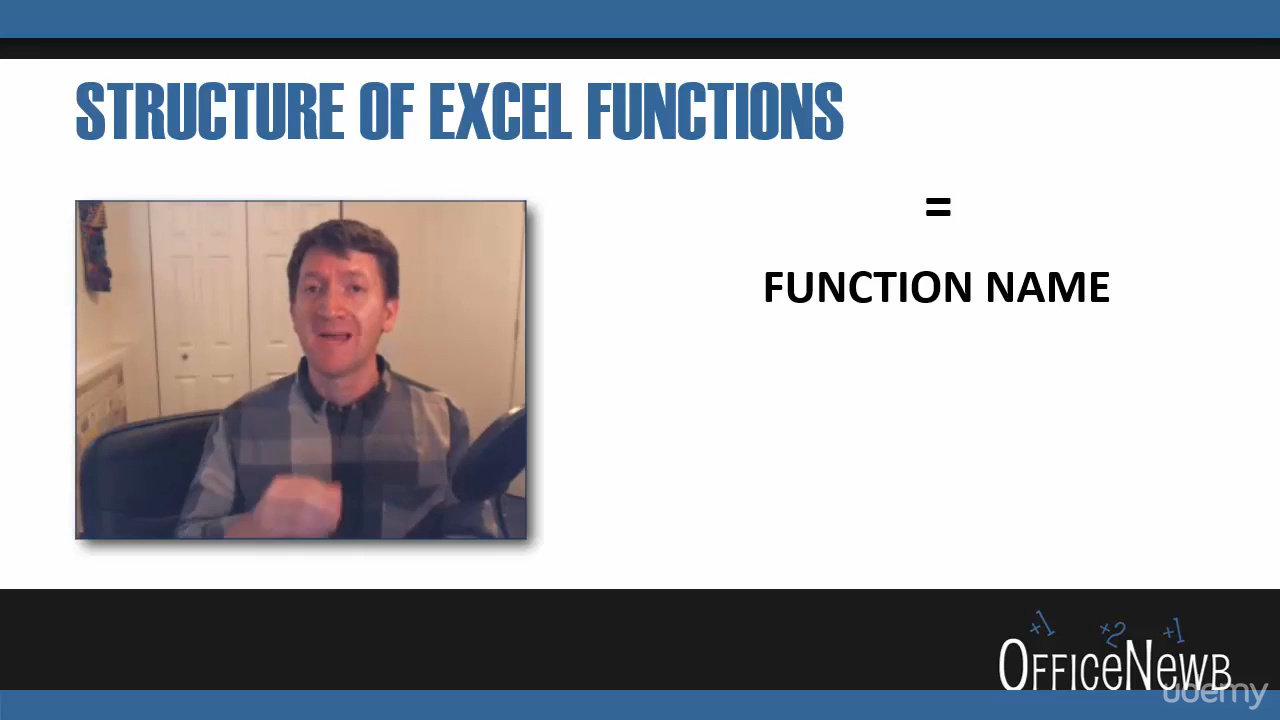 STRUCTURE OF EXCEL FUNCTIONS
=
FUNCTION NAME
+1 +2 +1
OFFICENEWB
udemy